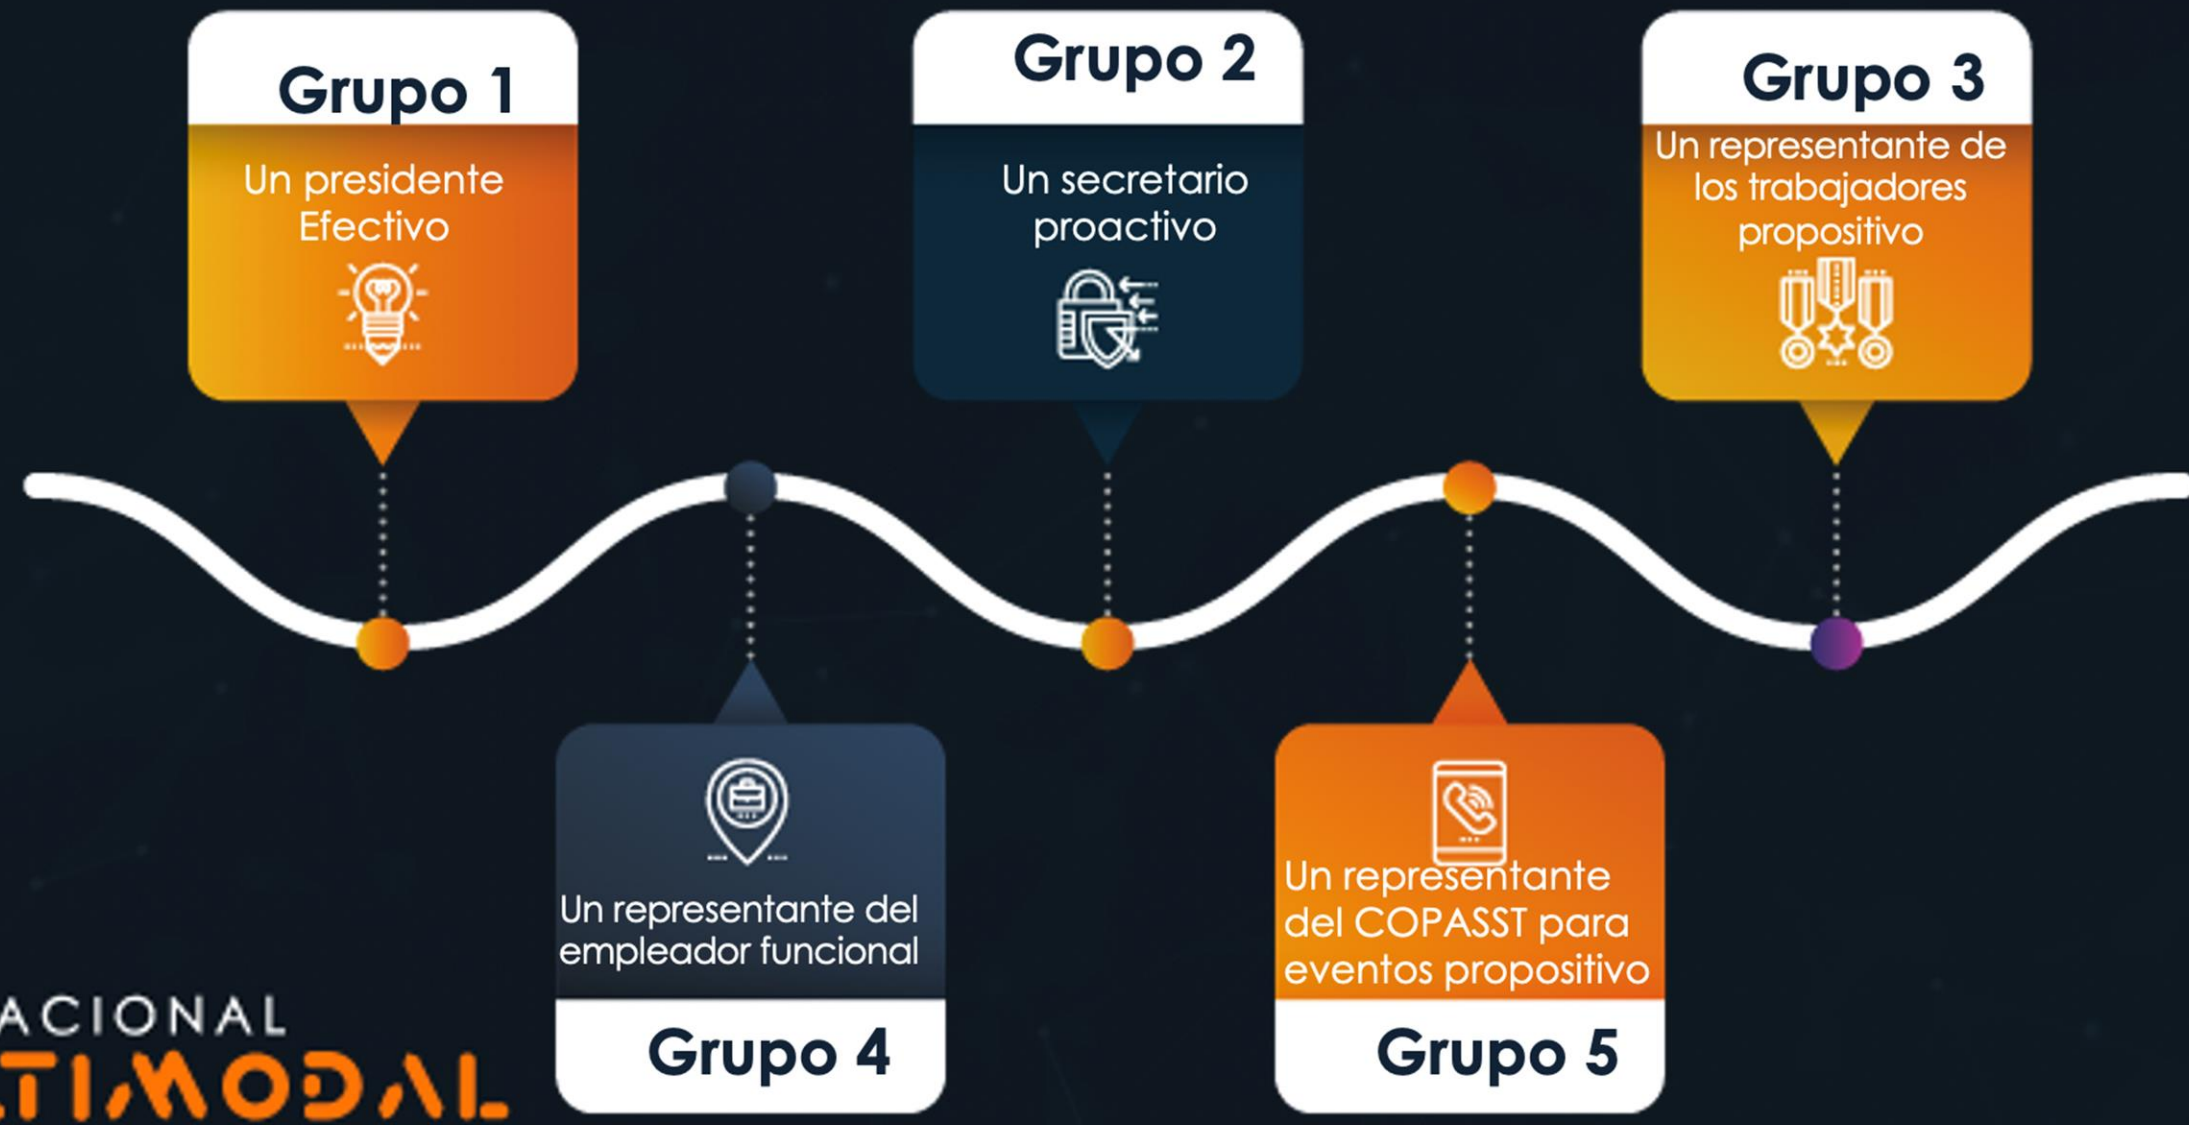 Grupo 1
Un presidente
Efectivo
Grupo 2
Un secretario
proactivo
Grupo 3
Un representante de
los trabajadores
propositivo
Un representante del
empleador funcional
Grupo 4
Un representante
del COPASST para
eventos propositivo
Grupo 5
ACIONAL
TIMODAL